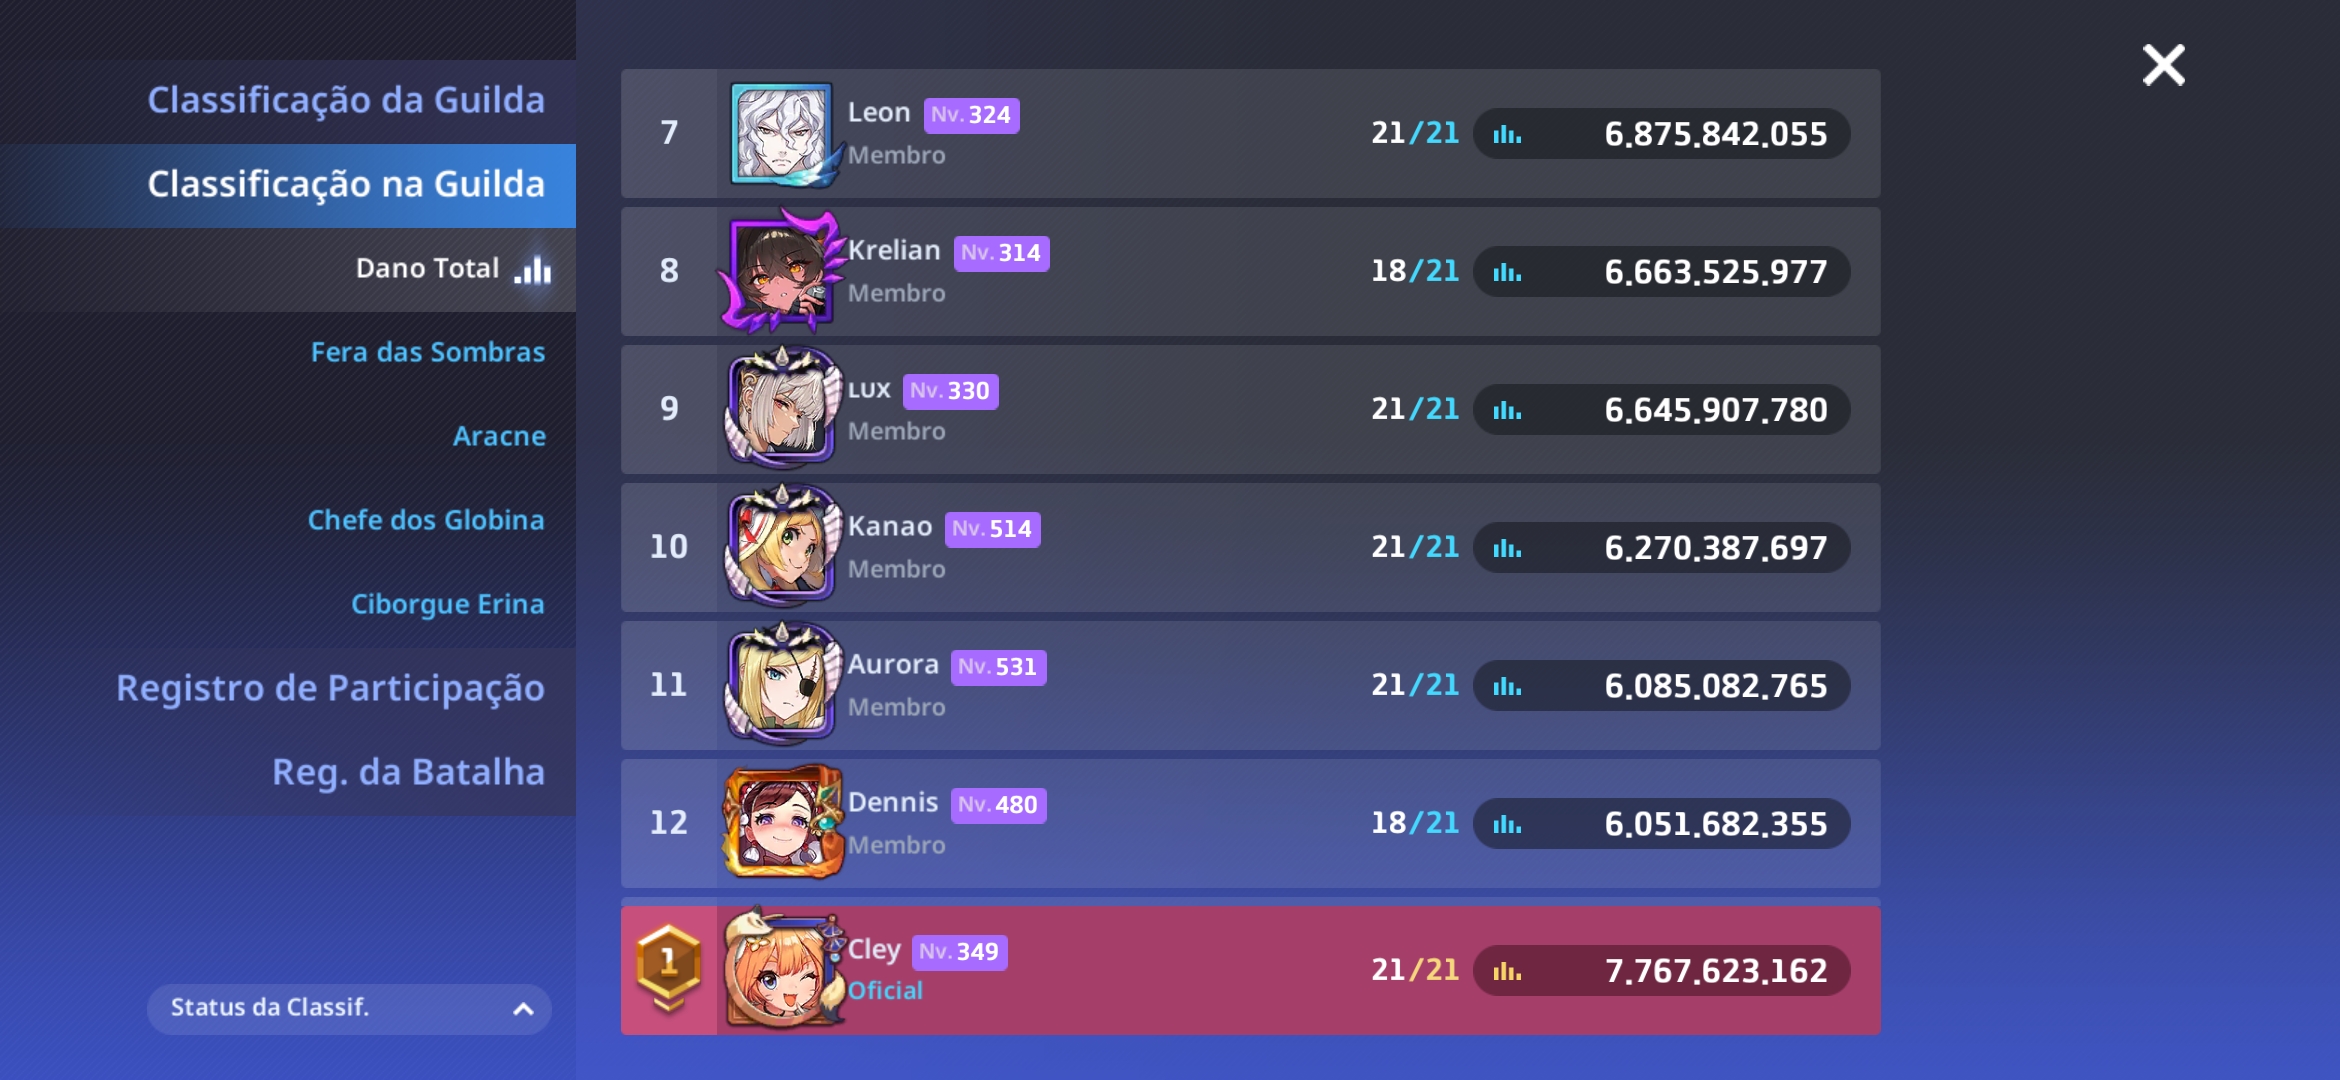 Classificação da Guilda
Classificação na Guilda
Dano Total
Fera das Sombras
Aracne
Chefe dos Globina
Ciborgue Erina
Registro de Participação
Reg. da Batalha
Status da Classif.
7 Leon Nv. 324 21/21 6.875.842.055
Membro
8 Krelian Nv. 314 18/21 6.663.525.977
Membro
9 LUX Nv. 330 21/21 6.645.907.780
Membro
10 Kanao Nv. 514 21/21 6.270.387.697
Membro
11 Aurora Nv. 531 21/21 6.085.082.765
Membro
12 Dennis Nv. 480 18/21 6.051.682.355
Membro
1 Cley Nv. 349 21/21 7.767.623.162
Oficial